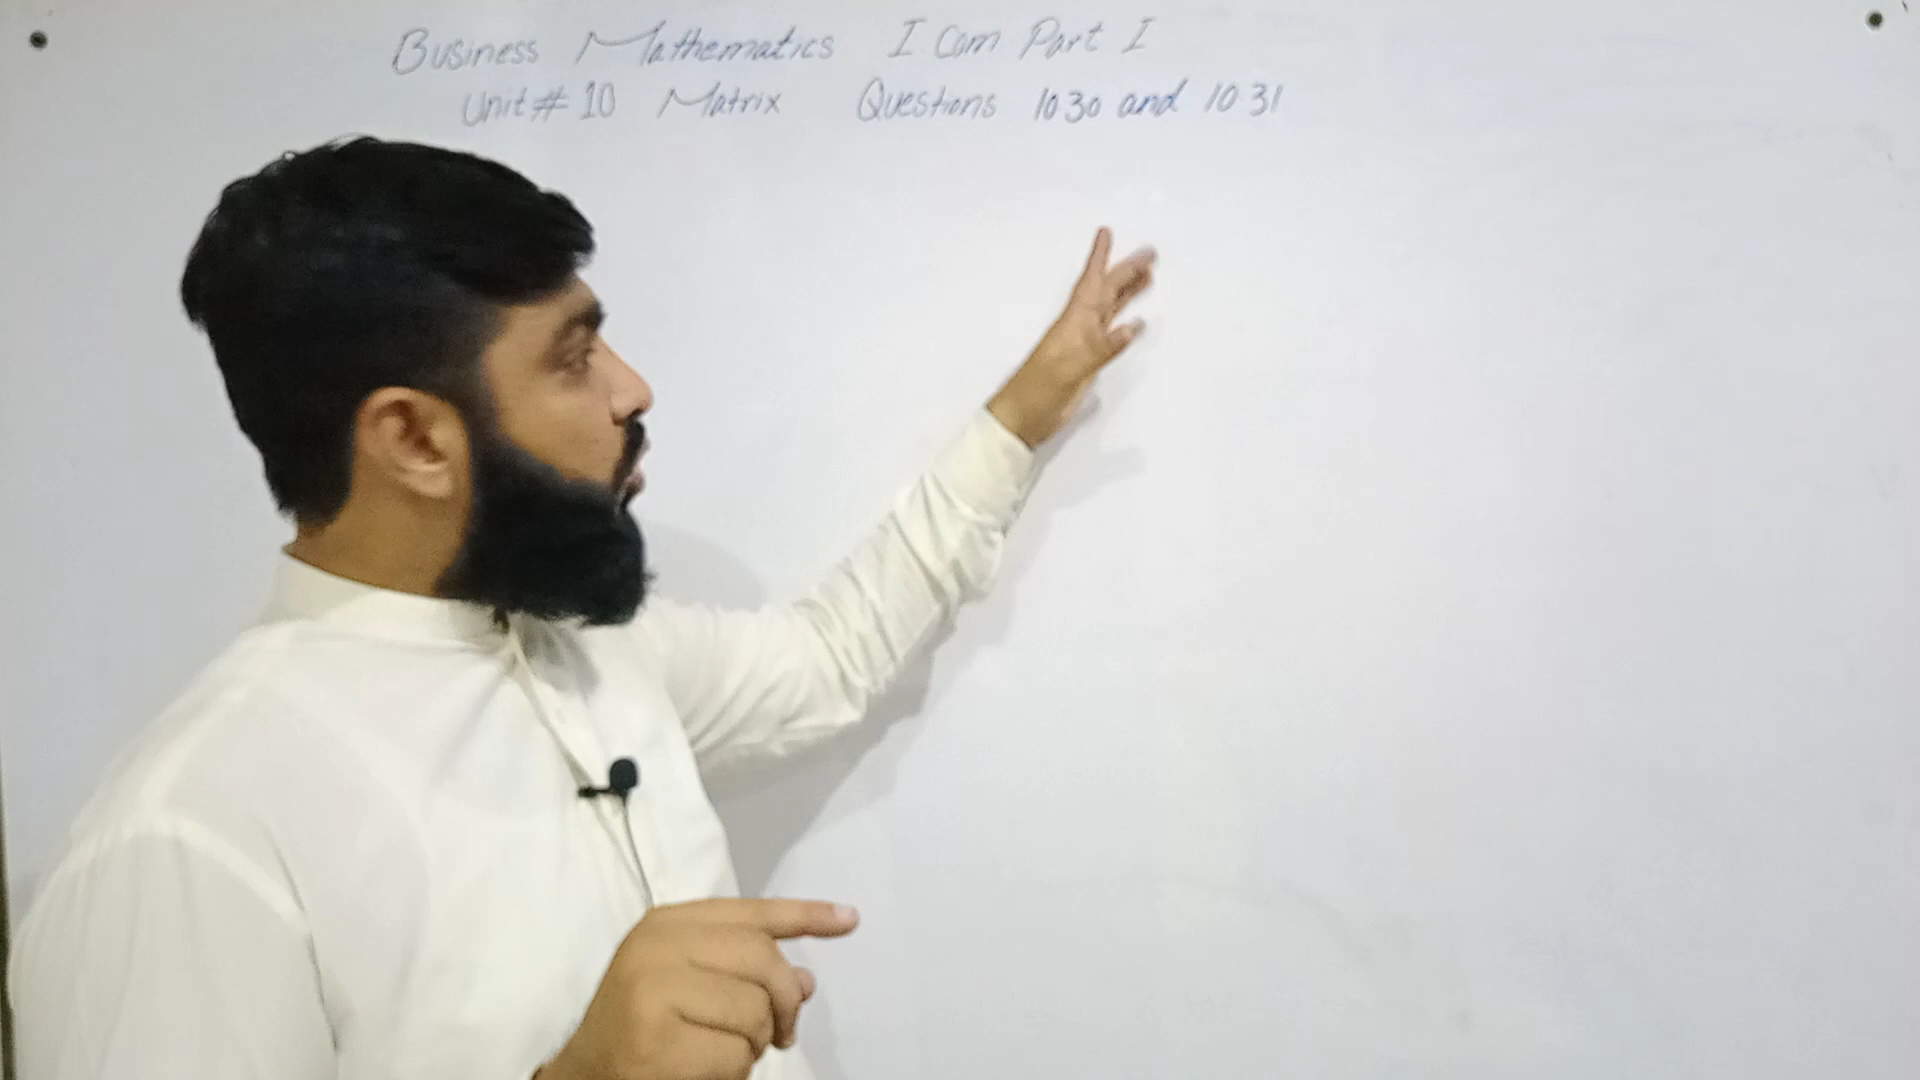 Business Mathematics I Com Part I
Unit # 10 Matrix Questions 10 30 and 10 31